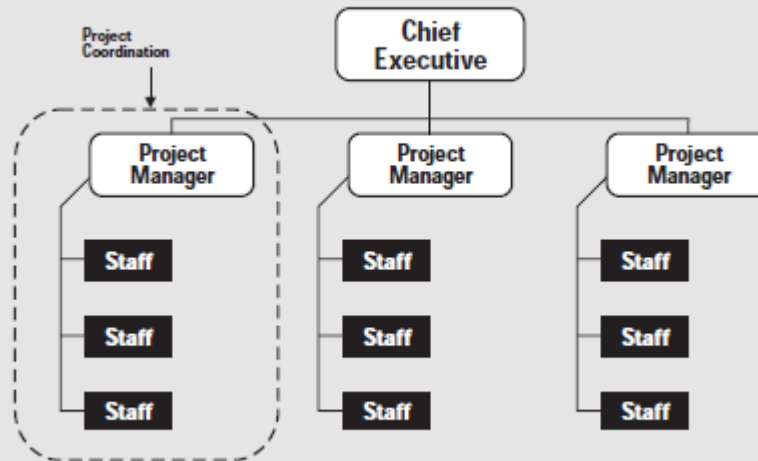 Project
Coordination
Chief
Executive
Project
Manager
Project
Manager
Project
Manager
Staff
Staff
Staff
Staff
Staff
Staff
Staff
Staff
Staff